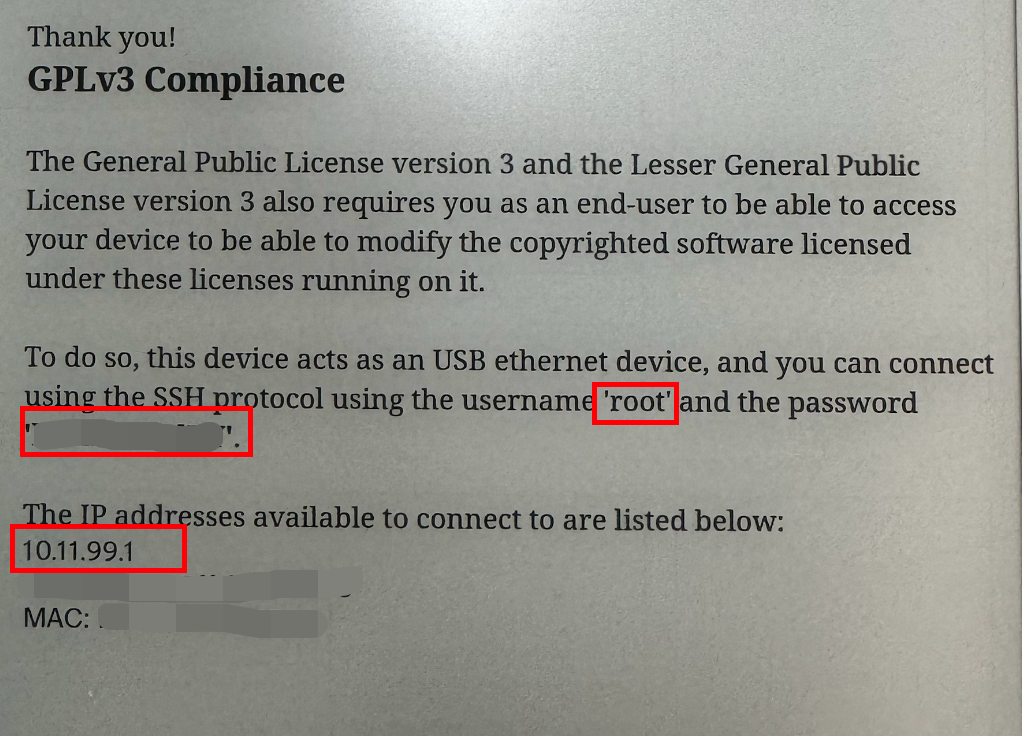 Thank you!
GPLv3 Compliance
The General Public License version 3 and the Lesser General Public
License version 3 also requires you as an end-user to be able to access
your device to be able to modify the copyrighted software licensed
under these licenses running on it.
To do so, this device acts as an USB ethernet device, and you can connect
using the SSH protocol using the username 'root' and the password
The IP addresses available to connect to are listed below:
10.11.99.1
MAC: